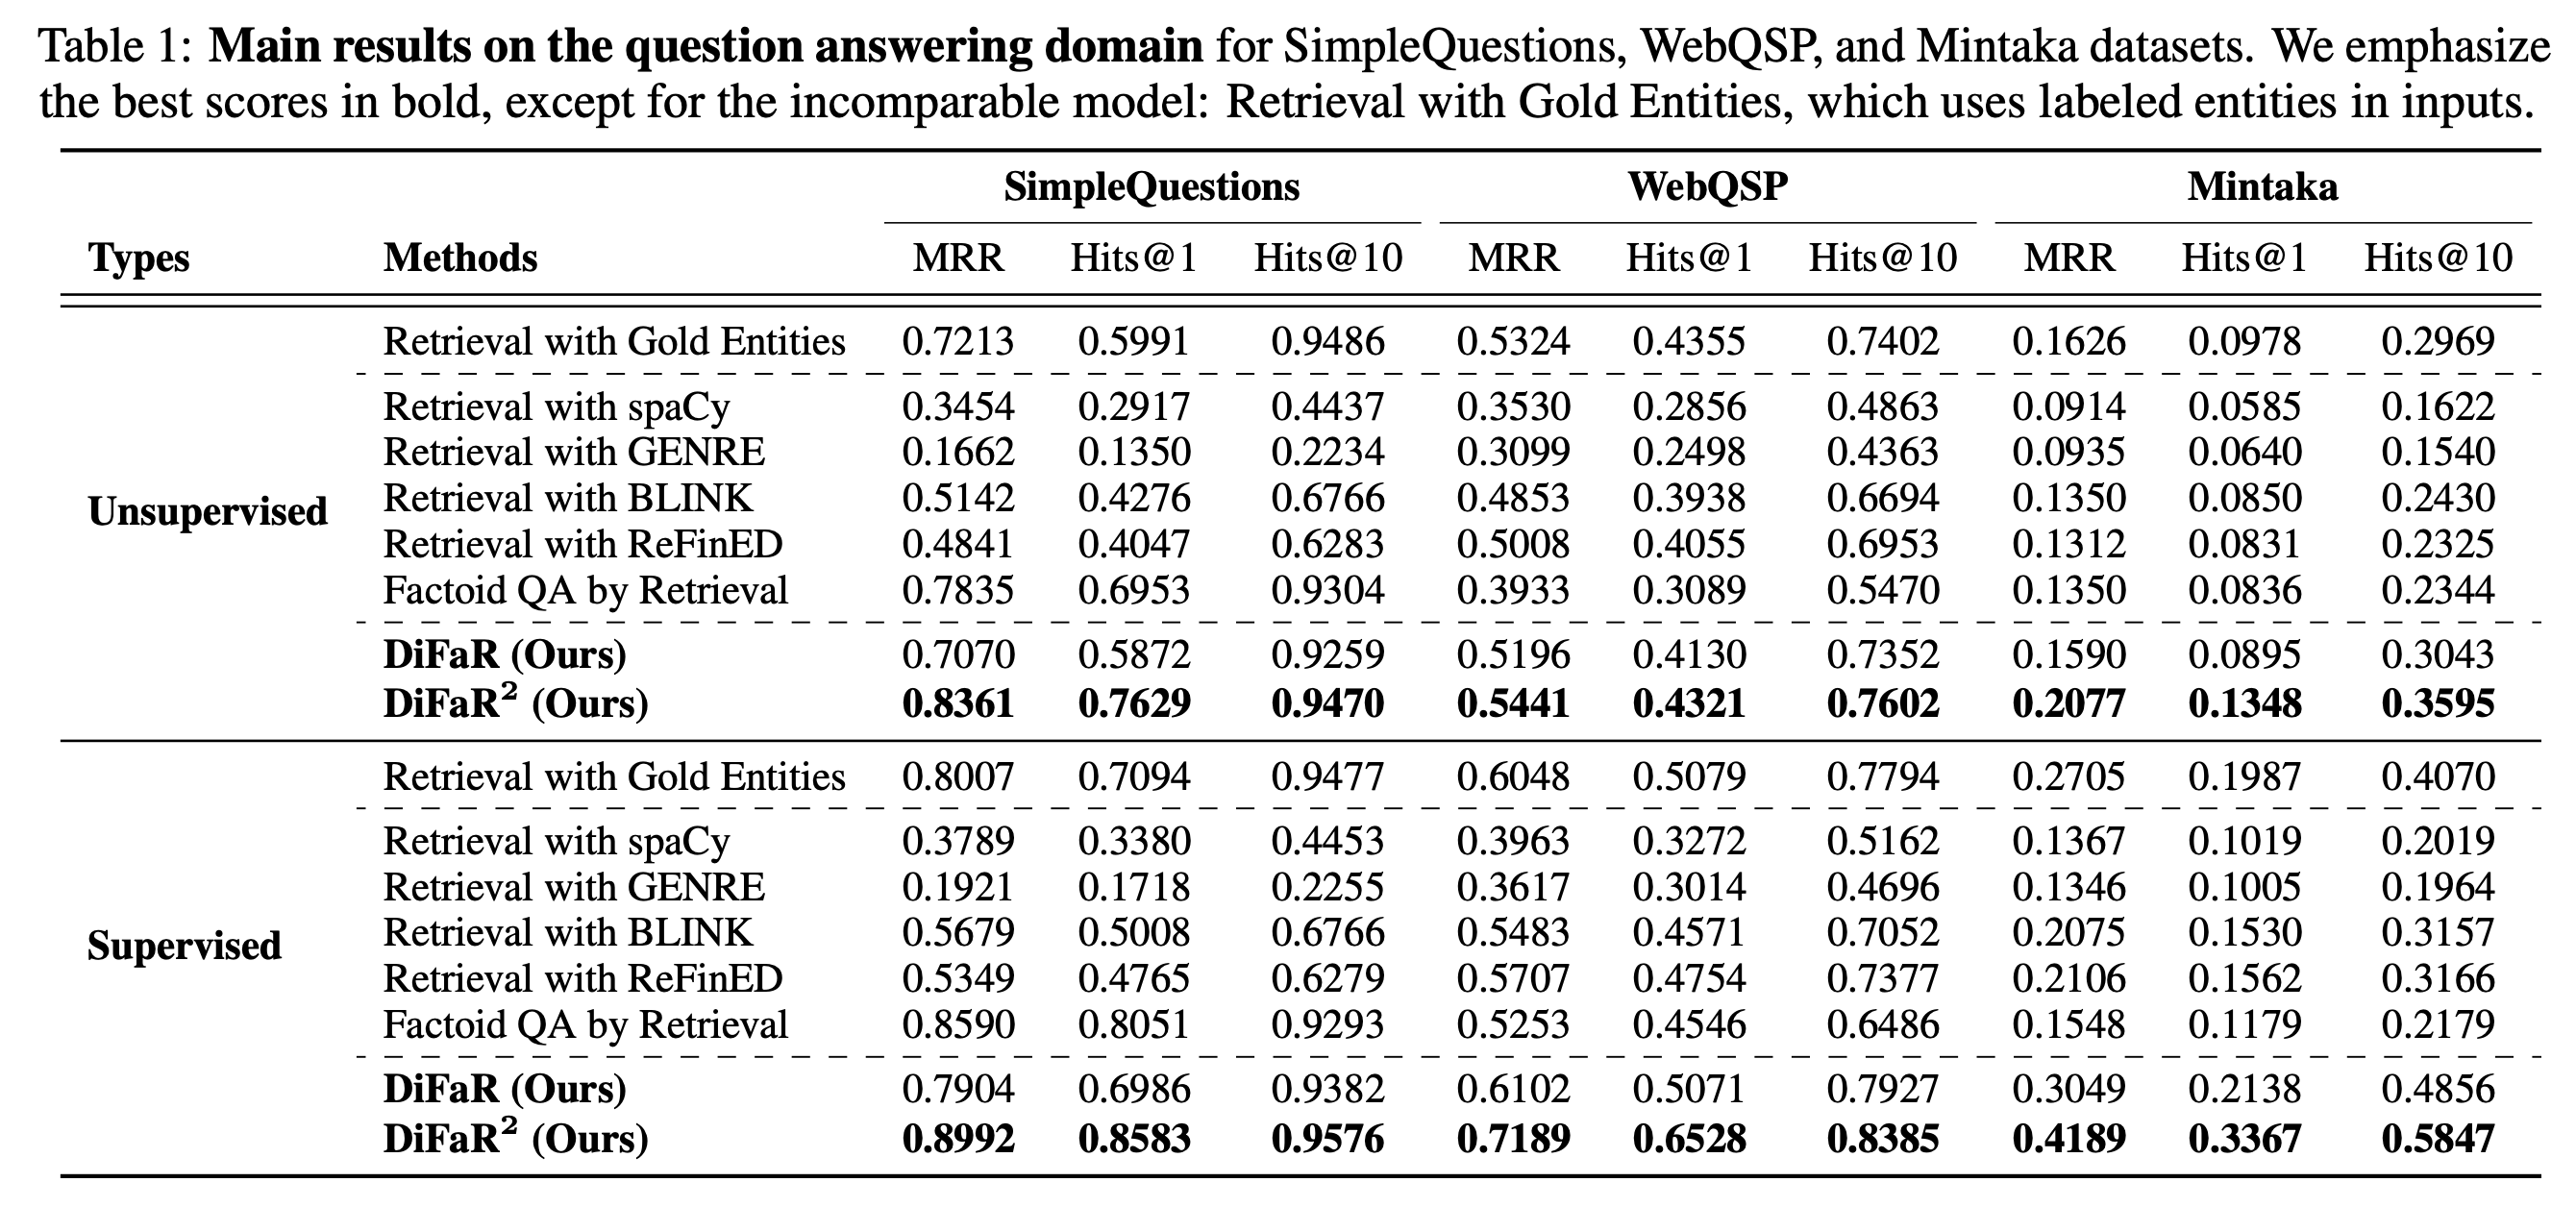 Table 1: Main results on the question answering domain for SimpleQuestions, WebQSP, and Mintaka datasets. We emphasize
the best scores in bold, except for the incomparable model: Retrieval with Gold Entities, which uses labeled entities in inputs.
SimpleQuestions WebQSP Mintaka
Types Methods MRR Hits@1 Hits@10 MRR Hits@1 Hits@10 MRR Hits@1 Hits@10
Retrieval with Gold Entities 0.7213 0.5991 0.9486 0.5324 0.4355 0.7402 0.1626 0.0978 0.2969
Retrieval with spaCy 0.3454 0.2917 0.4437 0.3530 0.2856 0.4863 0.0914 0.0585 0.1622
Retrieval with GENRE 0.1662 0.1350 0.2234 0.3099 0.2498 0.4363 0.0935 0.0640 0.1540
Retrieval with BLINK 0.5142 0.4276 0.6766 0.4853 0.3938 0.6694 0.1350 0.0850 0.2430
Unsupervised
Retrieval with ReFinED 0.4841 0.4047 0.6283 0.5008 0.4055 0.6953 0.1312 0.0831 0.2325
Factoid QA by Retrieval 0.7835 0.6953 0.9304 0.3933 0.3089 0.5470 0.1350 0.0836 0.2344
DiFaR (Ours) 0.7070 0.5872 0.9259 0.5196 0.4130 0.7352 0.1590 0.0895 0.3043
DiFaR² (Ours) 0.8361 0.7629 0.9470 0.5441 0.4321 0.7602 0.2077 0.1348 0.3595
Retrieval with Gold Entities 0.8007 0.7094 0.9477 0.6048 0.5079 0.7794 0.2705 0.1987 0.4070
Retrieval with spaCy 0.3789 0.3380 0.4453 0.3963 0.3272 0.5162 0.1367 0.1019 0.2019
Retrieval with GENRE 0.1921 0.1718 0.2255 0.3617 0.3014 0.4696 0.1346 0.1005 0.1964
Retrieval with BLINK 0.5679 0.5008 0.6766 0.5483 0.4571 0.7052 0.2075 0.1530 0.3157
Supervised
Retrieval with ReFinED 0.5349 0.4765 0.6279 0.5707 0.4754 0.7377 0.2106 0.1562 0.3166
Factoid QA by Retrieval 0.8590 0.8051 0.9293 0.5253 0.4546 0.6486 0.1548 0.1179 0.2179
DiFaR (Ours) 0.7904 0.6986 0.9382 0.6102 0.5071 0.7927 0.3049 0.2138 0.4856
DiFaR² (Ours) 0.8992 0.8583 0.9576 0.7189 0.6528 0.8385 0.4189 0.3367 0.5847